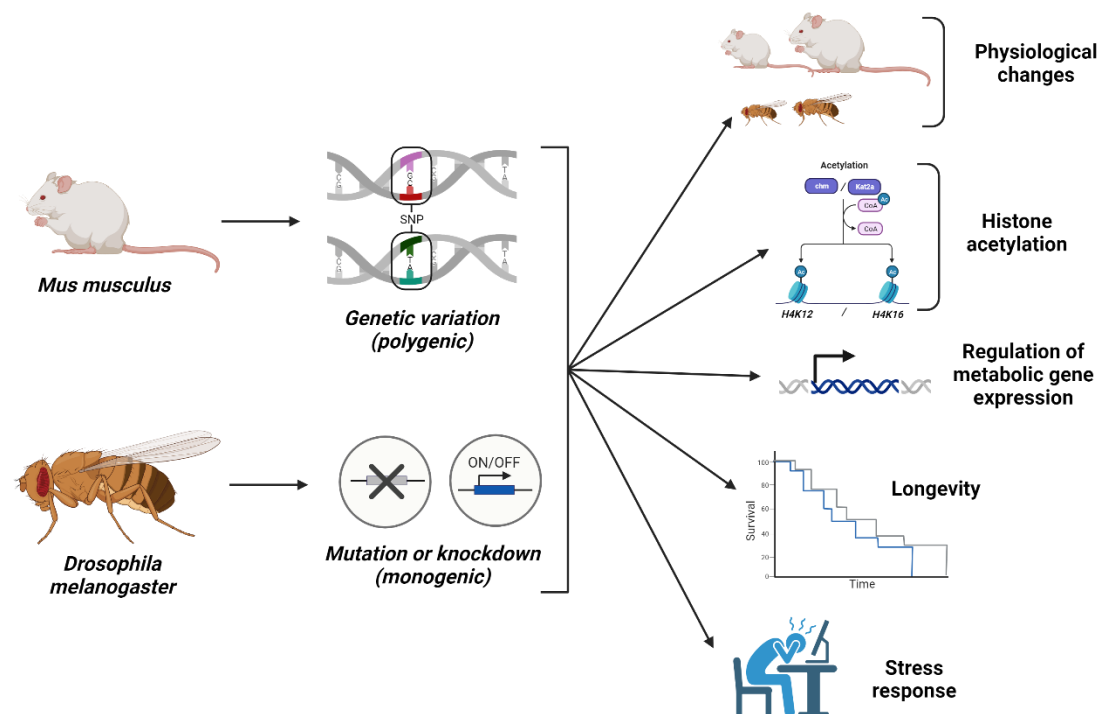 Mus musculus
C
G
G
C
T
A
SNP
C
G
T
A
T
A
Genetic variation
(polygenic)
Drosophila
melanogaster
ON/OFF
Mutation or knockdown
(monogenic)
Physiological
changes
Acetylation
chm / Kat2a
Ac
CoA
CoA
Ac Ac
H4K12 / H4K16
Histone
acetylation
Regulation of
metabolic gene
expression
100
80
60
40
20
0
Survival
Time
Longevity
Stress
response